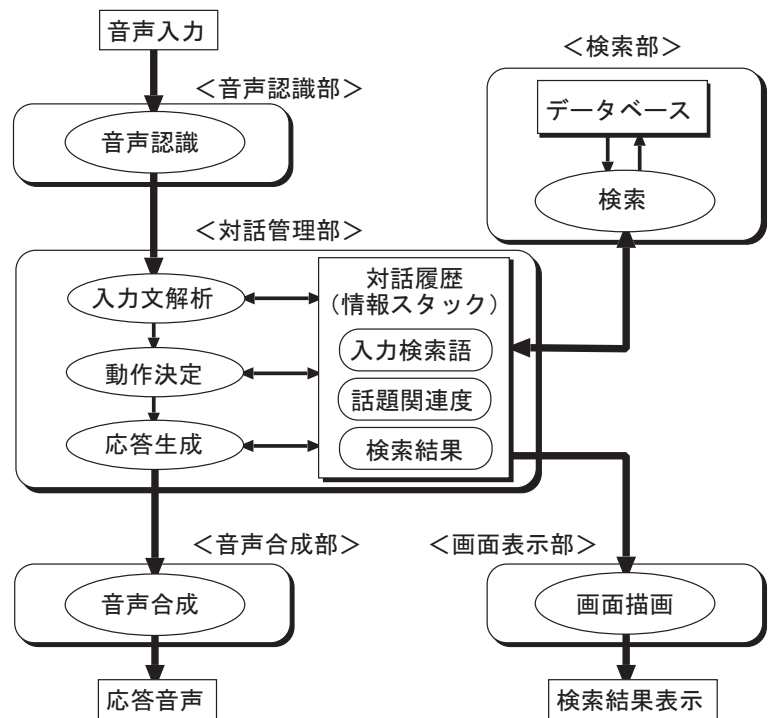 音声入力
＜音声認識部＞
音声認識
＜検索部＞
データベース
検索
＜対話管理部＞
入力文解析
動作決定
応答生成
対話履歴
（情報スタック）
入力検索語
話題関連度
検索結果
＜音声合成部＞
音声合成
応答音声
＜画面表示部＞
画面描画
検索結果表示